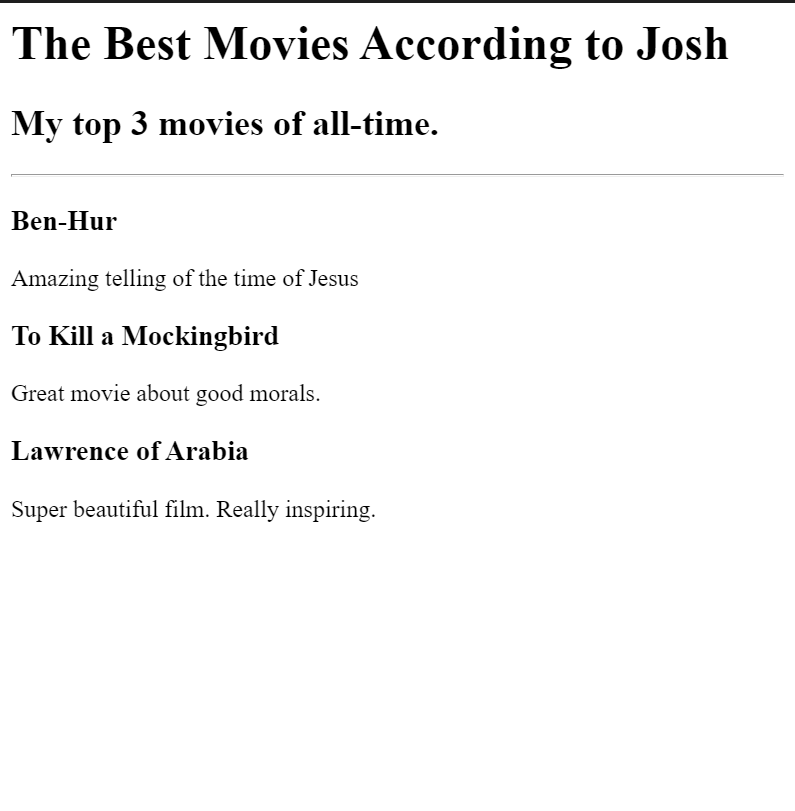 The Best Movies According to Josh
My top 3 movies of all-time.
Ben-Hur
Amazing telling of the time of Jesus
To Kill a Mockingbird
Great movie about good morals.
Lawrence of Arabia
Super beautiful film. Really inspiring.